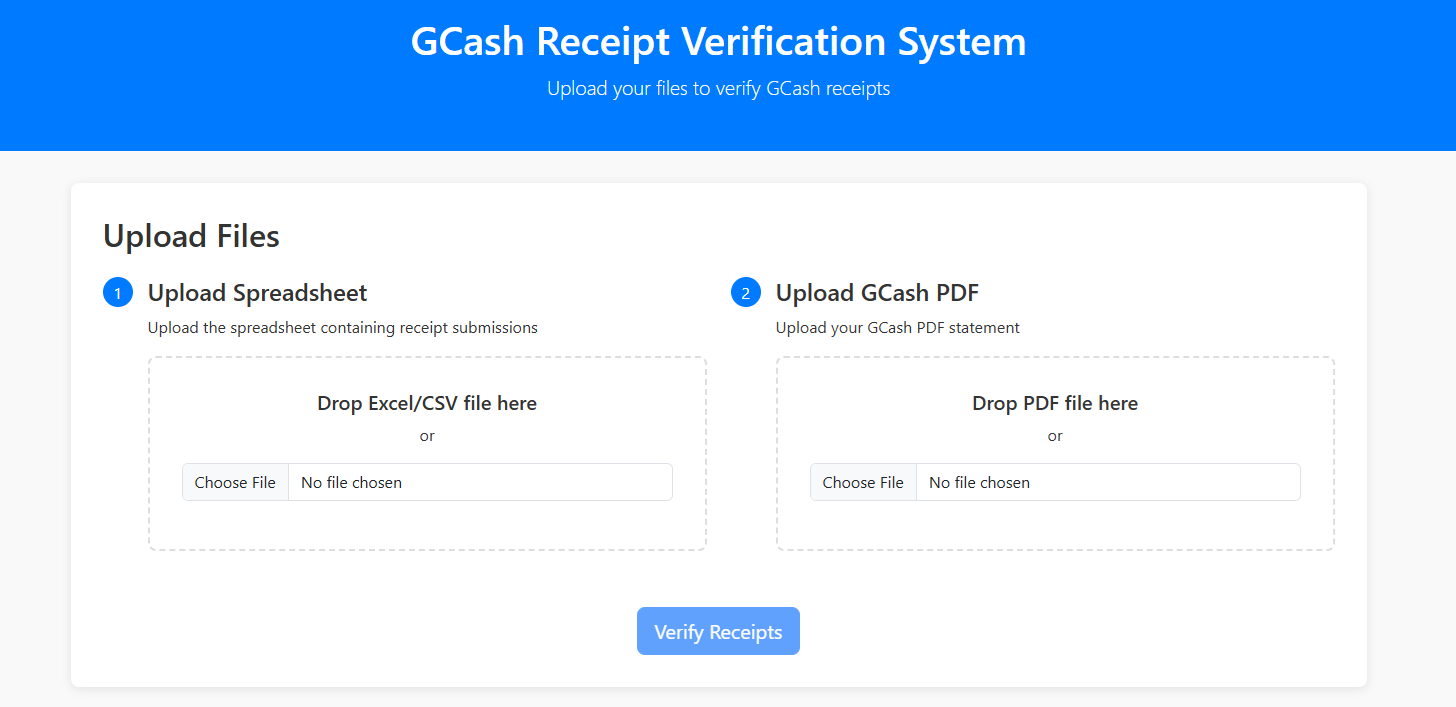 GCash Receipt Verification System
Upload your files to verify GCash receipts
Upload Files
1 Upload Spreadsheet
Upload the spreadsheet containing receipt submissions
Drop Excel/CSV file here
or
Choose File No file chosen
2 Upload GCash PDF
Upload your GCash PDF statement
Drop PDF file here
or
Choose File No file chosen
Verify Receipts